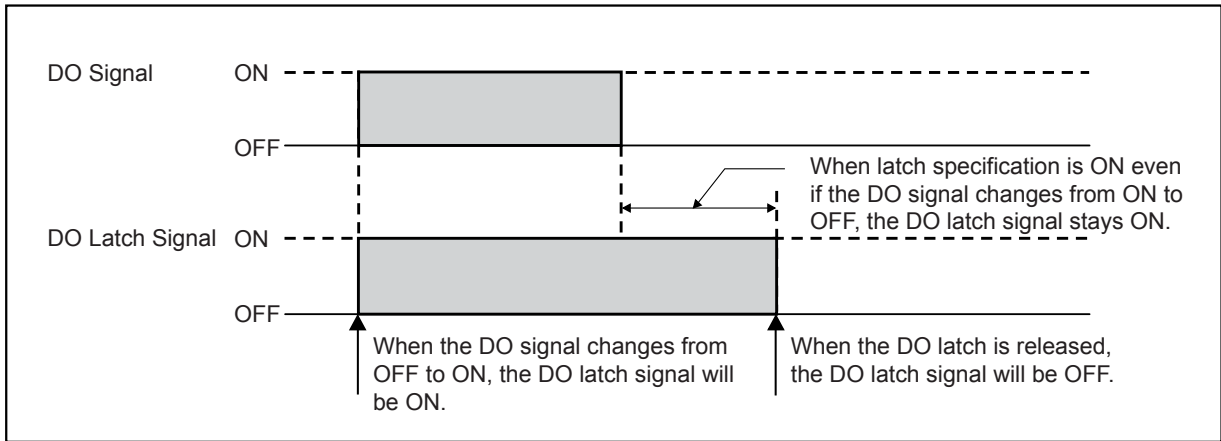 DO Signal ON
OFF
When latch specification is ON even
if the DO signal changes from ON to
OFF, the DO latch signal stays ON.
DO Latch Signal ON
OFF
When the DO signal changes from
OFF to ON, the DO latch signal will
be ON.
When the DO latch is released,
the DO latch signal will be OFF.